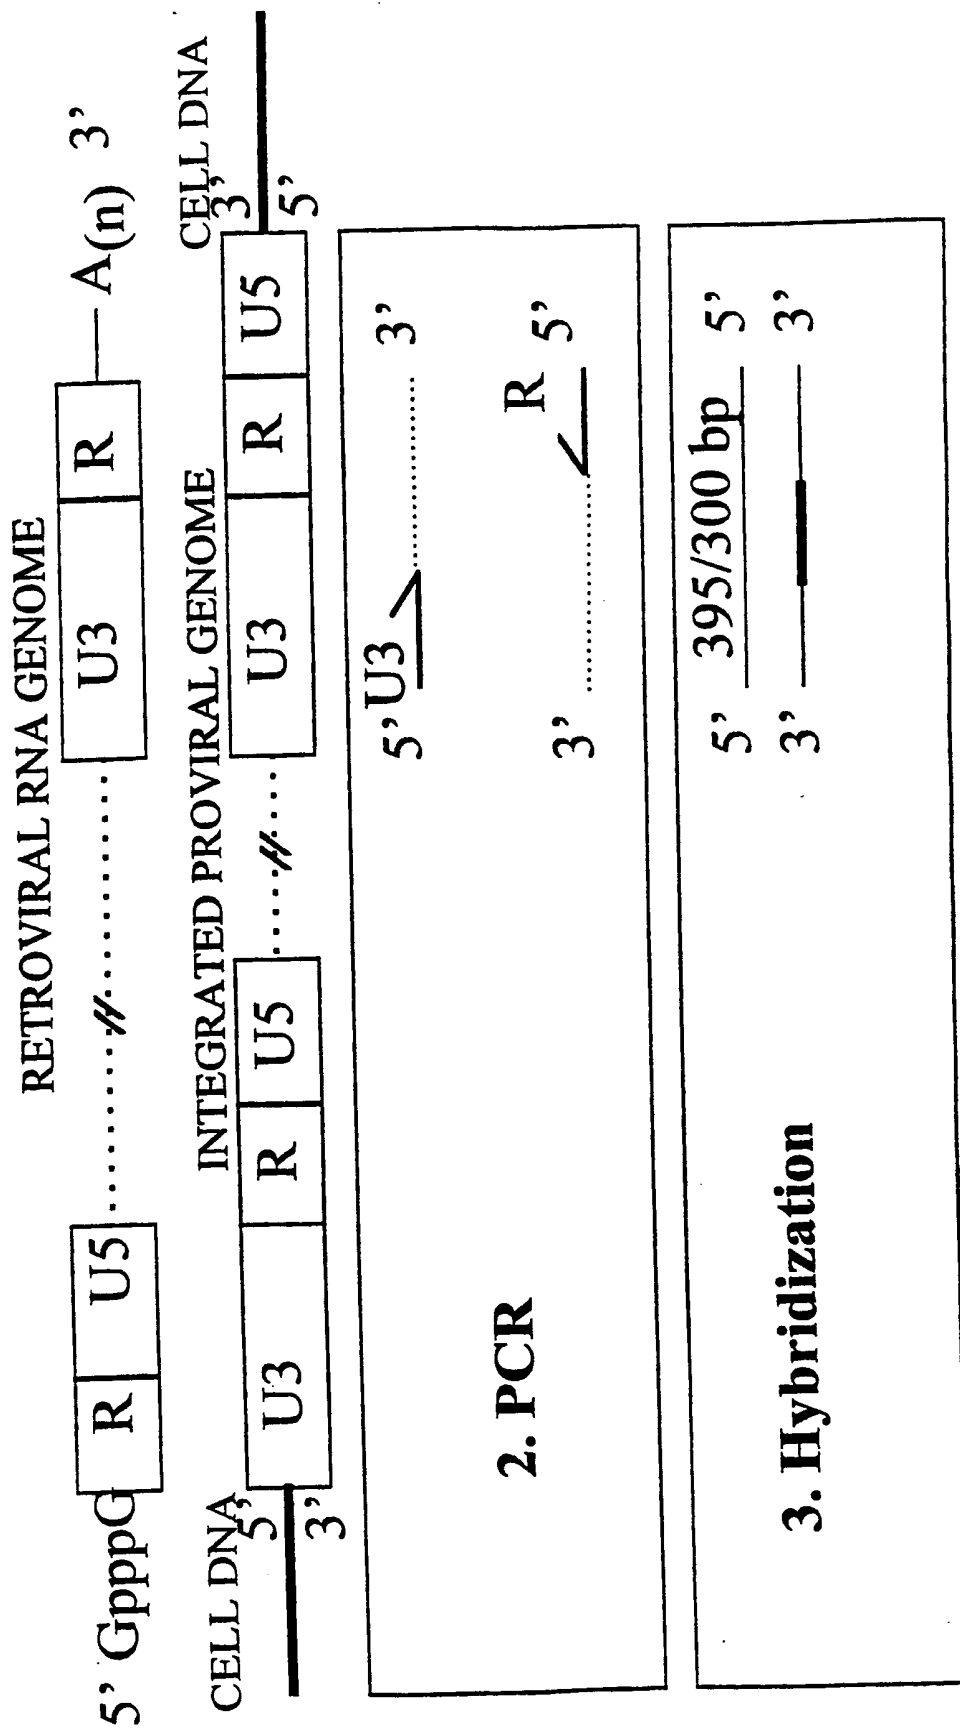 RETROVIRAL RNA GENOME
5’ GpppG R U5 U3 R A(n) 3’
INTEGRATED PROVIRAL GENOME
CELL DNA CELL DNA
5’ 3’
U3 R U5 U3 R U5
3’ 5’
5’ U3 3’
2. PCR
R
3’ 5’
395/300 bp
5’ 5’
3. Hybridization
3’ 3’